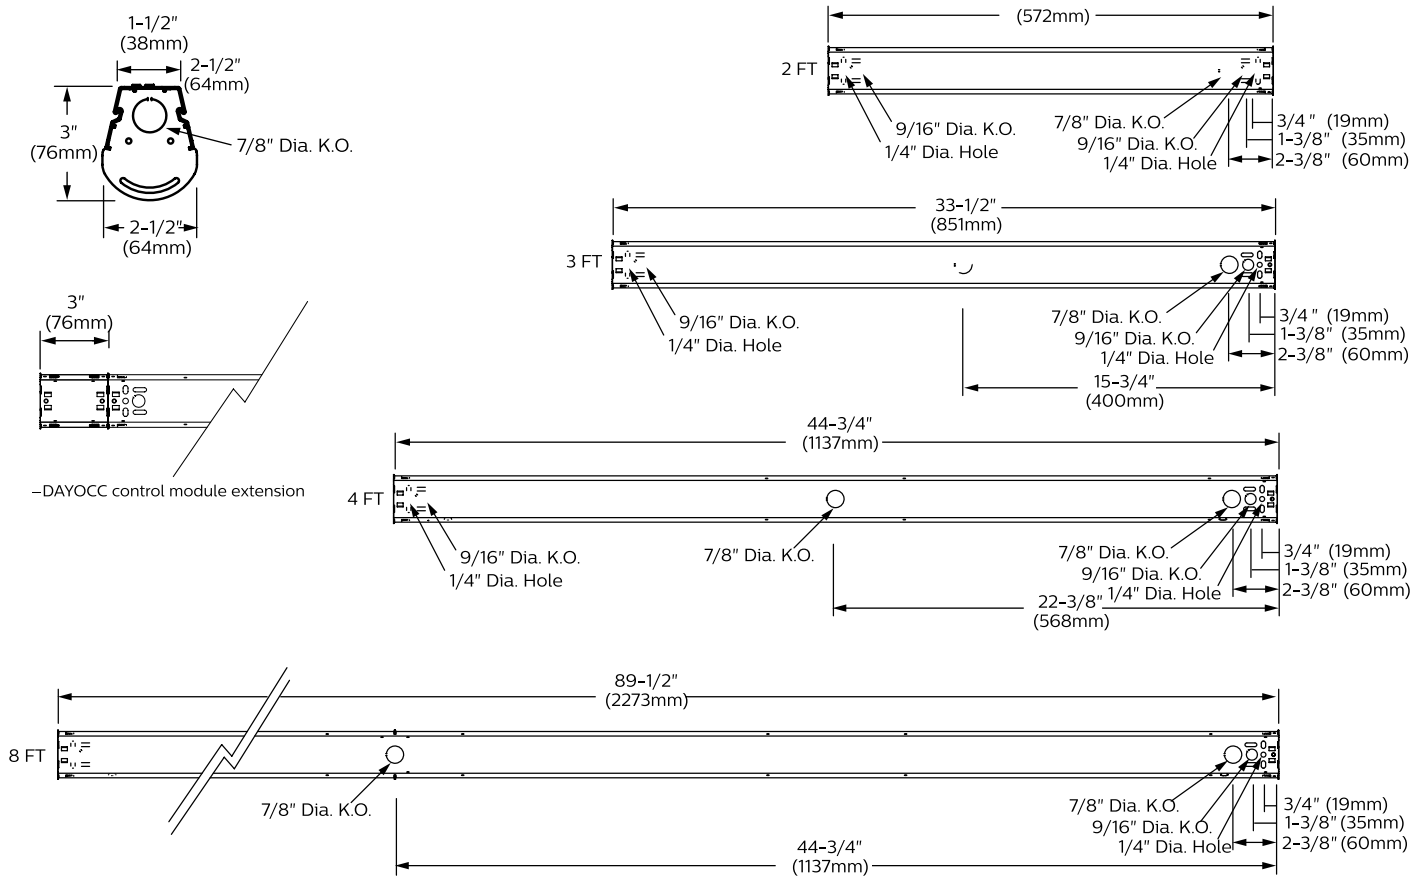 1-1/2"
(38mm)
2-1/2"
(64mm)
3"
(76mm)
7/8" Dia. K.O.
2-1/2"
(64mm)
3"
(76mm)
–DAYOCC control module extension
(572mm)
2 FT
9/16" Dia. K.O.
1/4" Dia. Hole
7/8" Dia. K.O.
9/16" Dia. K.O.
1/4" Dia. Hole
3/4" (19mm)
1-3/8" (35mm)
2-3/8" (60mm)
33-1/2"
(851mm)
3 FT
9/16" Dia. K.O.
1/4" Dia. Hole
7/8" Dia. K.O.
9/16" Dia. K.O.
1/4" Dia. Hole
3/4" (19mm)
1-3/8" (35mm)
2-3/8" (60mm)
15-3/4"
(400mm)
44-3/4"
(1137mm)
4 FT
9/16" Dia. K.O.
1/4" Dia. Hole
7/8" Dia. K.O.
7/8" Dia. K.O.
9/16" Dia. K.O.
1/4" Dia. Hole
3/4" (19mm)
1-3/8" (35mm)
2-3/8" (60mm)
22-3/8"
(568mm)
89-1/2"
(2273mm)
8 FT
7/8" Dia. K.O.
7/8" Dia. K.O.
9/16" Dia. K.O.
1/4" Dia. Hole
3/4" (19mm)
1-3/8" (35mm)
2-3/8" (60mm)
44-3/4"
(1137mm)